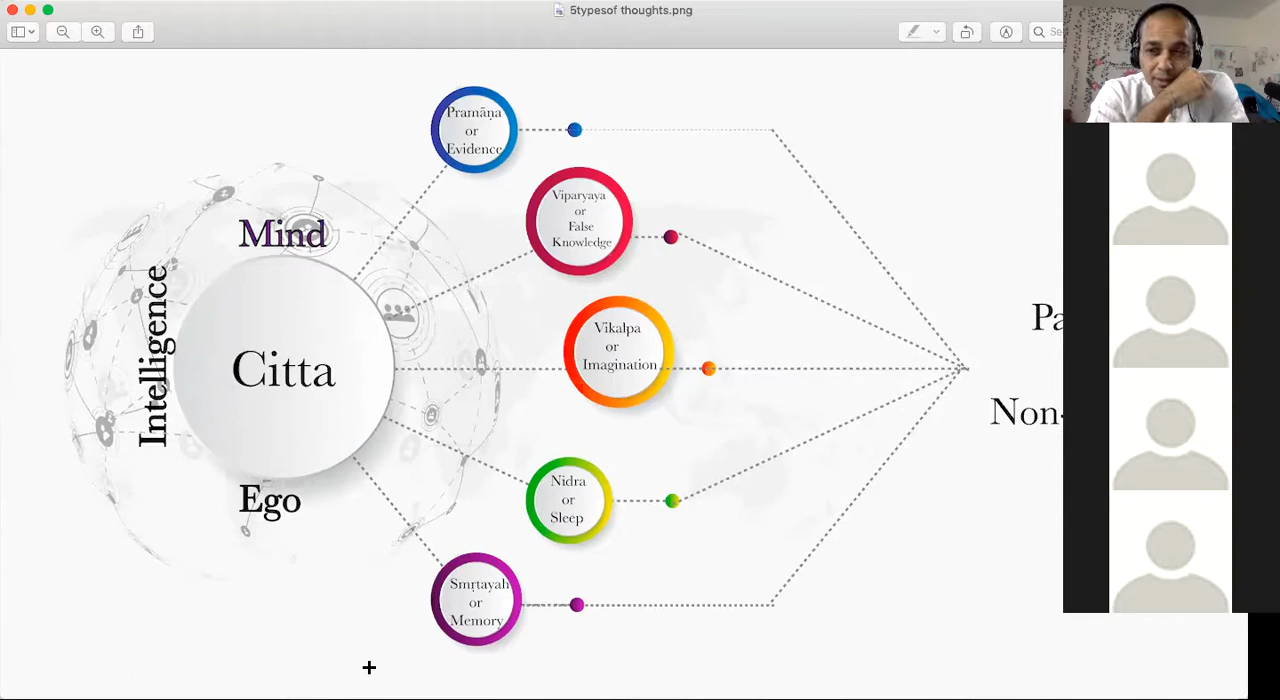 5typesof thoughts.png
Se
Pramāṇa
or
Evidence
Viparyaya
or
False
Knowledge
Mind
Intelligence
Citta
Ego
Vikalpa
or
Imagination
Nidra
or
Sleep
Smṛtayaḥ
or
Memory
Pa
Non-